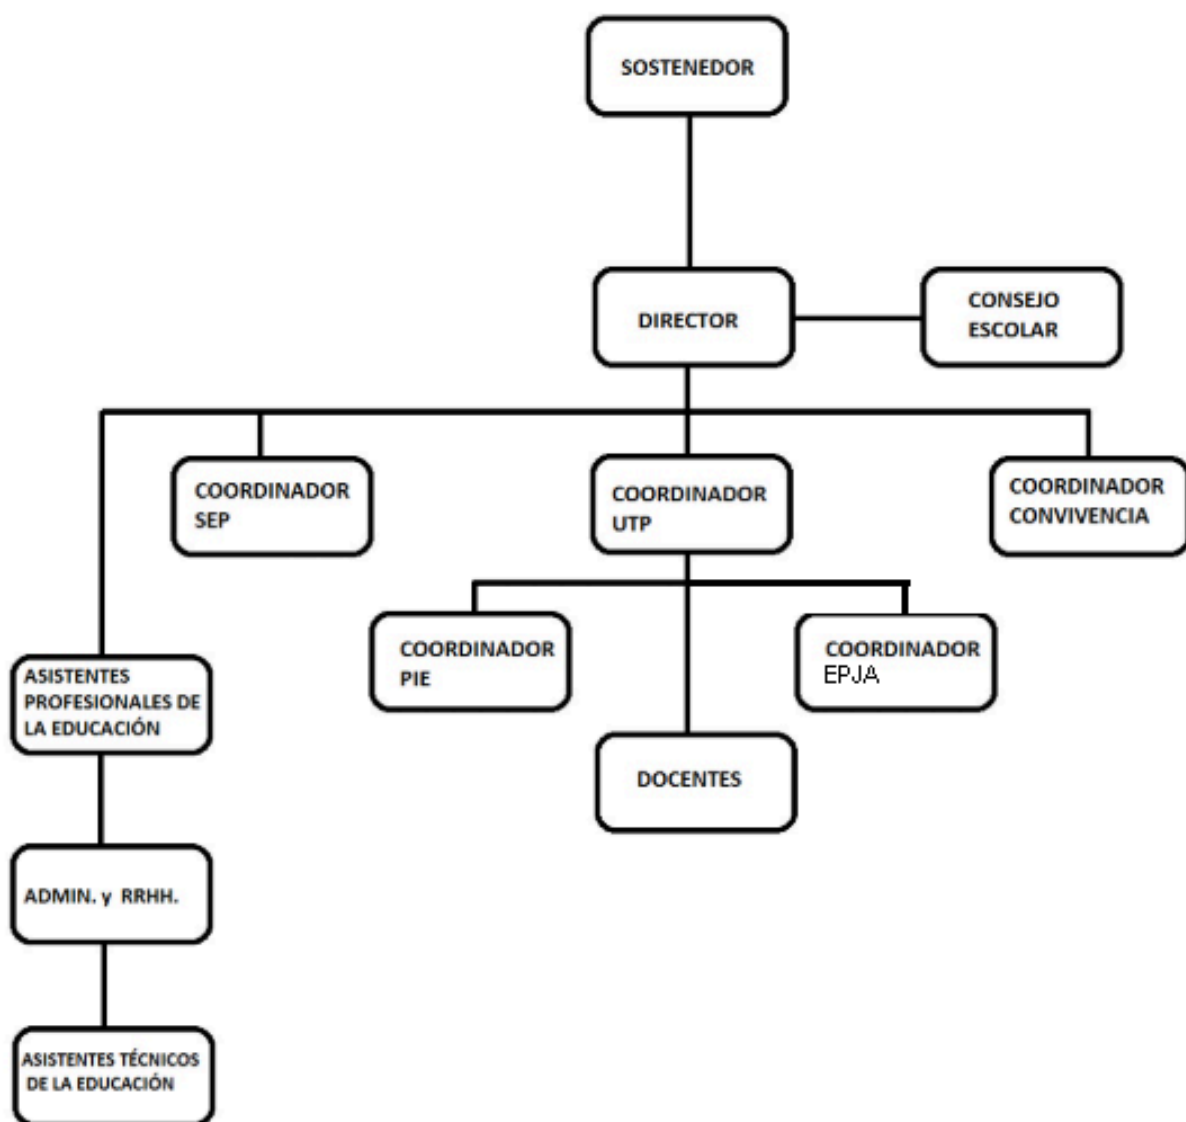 SOSTENEDOR
DIRECTOR
CONSEJO
ESCOLAR
COORDINADOR
SEP
COORDINADOR
UTP
COORDINADOR
CONVIVENCIA
COORDINADOR
PIE
COORDINADOR
EPJA
ASISTENTES
PROFESIONALES DE
LA EDUCACIÓN
DOCENTES
ADMIN. y RRHH.
ASISTENTES TÉCNICOS
DE LA EDUCACIÓN